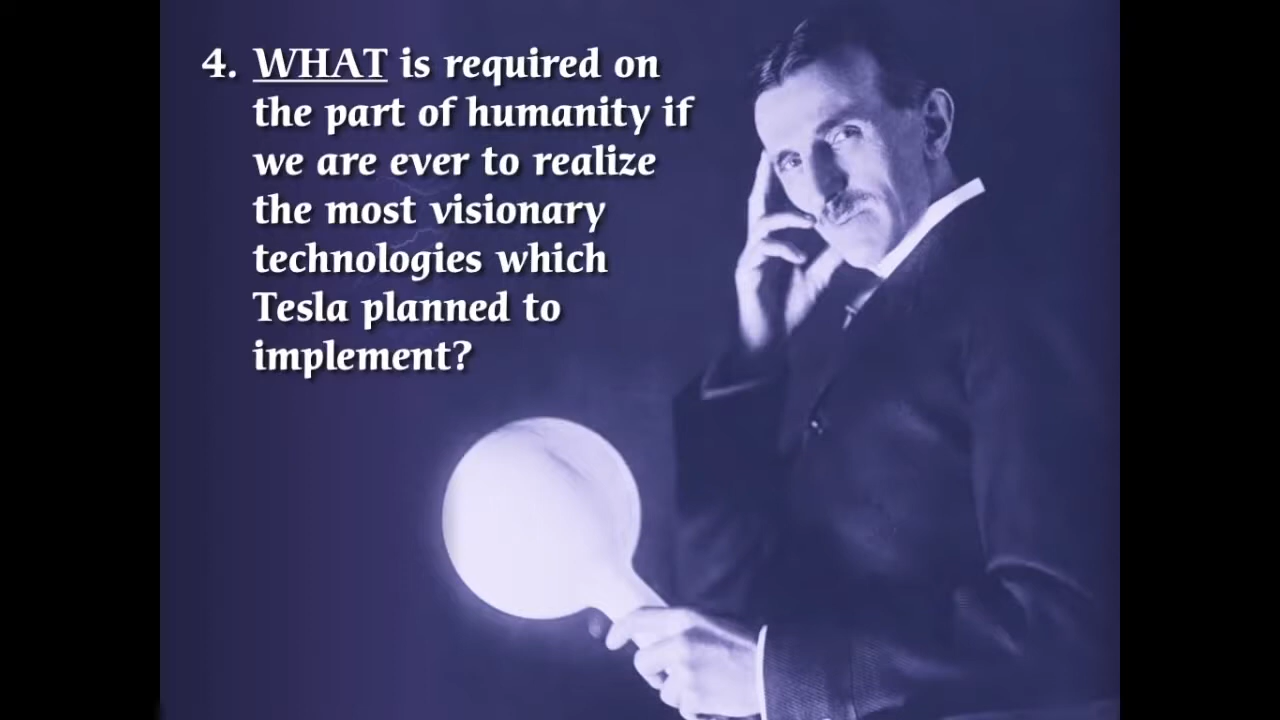 4. WHAT is required on
the part of humanity if
we are ever to realize
the most visionary
technologies which
Tesla planned to
implement?